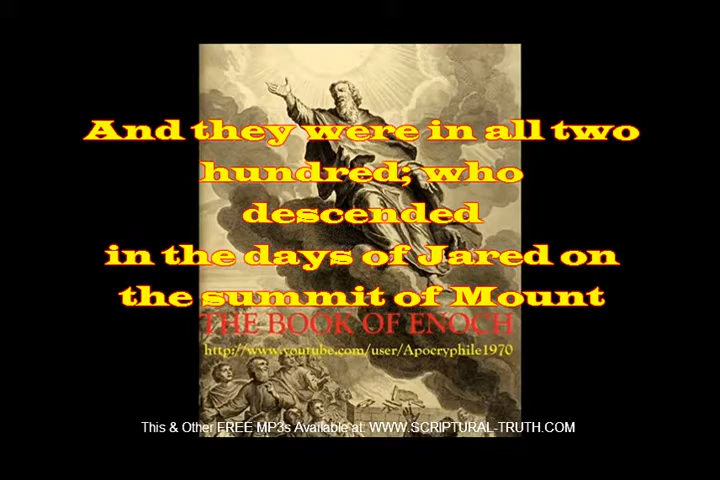 And they were in all two
hundred; who
descended
in the days of Jared on
the summit of Mount
THE BOOK OF ENOCH
http://www.youtube.com/user/Apocryphile1970
This & Other FREE MP3s Available at: WWW.SCRIPTURAL-TRUTH.COM